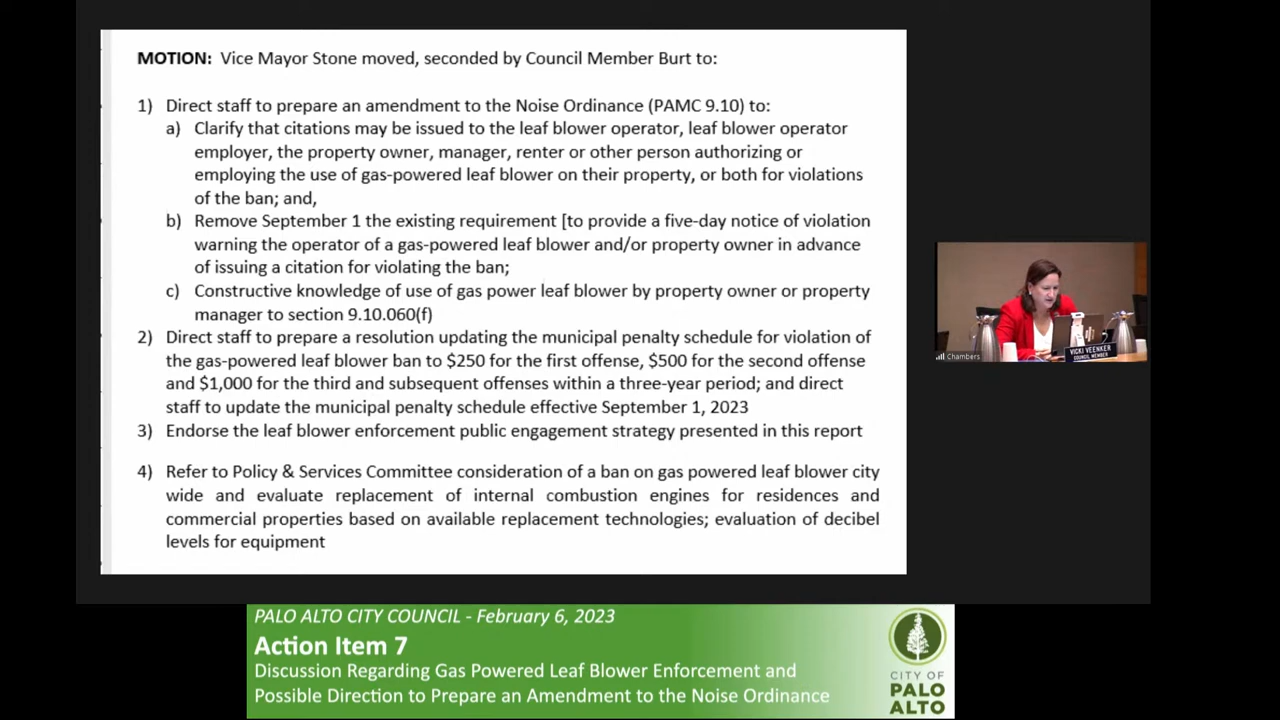 MOTION: Vice Mayor Stone moved, seconded by Council Member Burt to:
1) Direct staff to prepare an amendment to the Noise Ordinance (PAMC 9.10) to:
a) Clarify that citations may be issued to the leaf blower operator, leaf blower operator
employer, the property owner, manager, renter or other person authorizing or
employing the use of gas-powered leaf blower on their property, or both for violations
of the ban; and,
b) Remove September 1 the existing requirement [to provide a five-day notice of violation
warning the operator of a gas-powered leaf blower and/or property owner in advance
of issuing a citation for violating the ban;
c) Constructive knowledge of use of gas power leaf blower by property owner or property
manager to section 9.10.060(f)
2) Direct staff to prepare a resolution updating the municipal penalty schedule for violation of
the gas-powered leaf blower ban to $250 for the first offense, $500 for the second offense
and $1,000 for the third and subsequent offenses within a three-year period; and direct
staff to update the municipal penalty schedule effective September 1, 2023
3) Endorse the leaf blower enforcement public engagement strategy presented in this report
4) Refer to Policy & Services Committee consideration of a ban on gas powered leaf blower city
wide and evaluate replacement of internal combustion engines for residences and
commercial properties based on available replacement technologies; evaluation of decibel
levels for equipment
VICKI VEENKER
COUNCIL MEMBER
Chambers
PALO ALTO CITY COUNCIL - February 6, 2023
Action Item 7
Discussion Regarding Gas Powered Leaf Blower Enforcement and
Possible Direction to Prepare an Amendment to the Noise Ordinance
CITY OF
PALO
ALTO